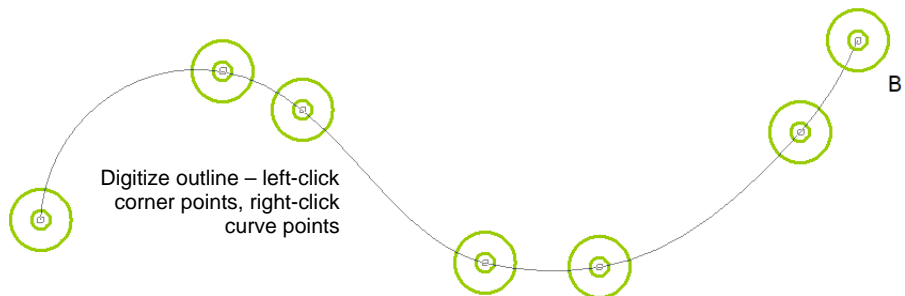 B
Digitize outline – left-click
corner points, right-click
curve points